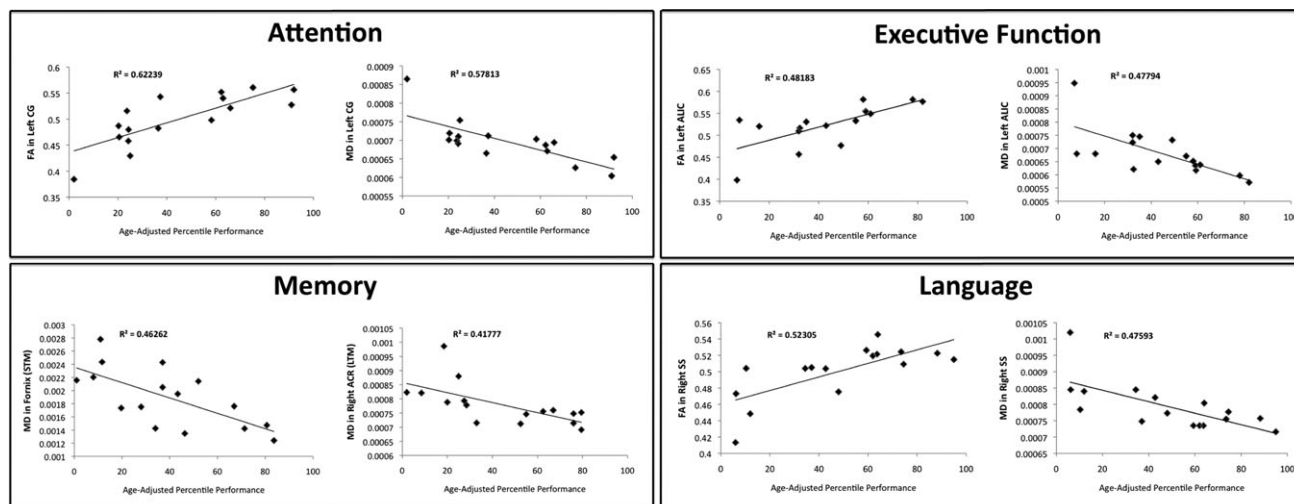 Attention
R² = 0.62239
FA in Left CG
0.6
0.55
0.5
0.45
0.4
0.35
0 20 40 60 80 100
Age-Adjusted Percentile Performance
R² = 0.57813
MD in Left CG
0.0009
0.00085
0.0008
0.00075
0.0007
0.00065
0.0006
0.00055
0 20 40 60 80 100
Age-Adjusted Percentile Performance
Executive Function
R² = 0.48183
FA in Left ALIC
0.65
0.6
0.55
0.5
0.45
0.4
0.35
0 20 40 60 80 100
Age-Adjusted Percentile Performance
R² = 0.47794
MD in Left ALIC
0.001
0.00095
0.0009
0.00085
0.0008
0.00075
0.0007
0.00065
0.0006
0.00055
0.0005
0 20 40 60 80 100
Age-Adjusted Percentile Performance
Memory
R² = 0.46262
MD in Fornix (STM)
0.003
0.0028
0.0026
0.0024
0.0022
0.002
0.0018
0.0016
0.0014
0.0012
0.001
0 20 40 60 80 100
Age-Adjusted Percentile Performance
R² = 0.41777
MD in Right ACR (LTM)
0.00105
0.001
0.00095
0.0009
0.00085
0.0008
0.00075
0.0007
0.00065
0.0006
0 20 40 60 80 100
Age-Adjusted Percentile Performance
Language
R² = 0.52305
FA in Right SS
0.56
0.54
0.52
0.5
0.48
0.46
0.44
0.42
0.4
0 20 40 60 80 100
Age-Adjusted Percentile Performance
R² = 0.47593
MD in Right SS
0.00105
0.001
0.00095
0.0009
0.00085
0.0008
0.00075
0.0007
0.00065
0 20 40 60 80 100
Age-Adjusted Percentile Performance